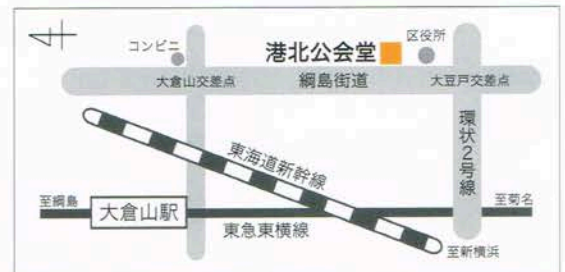 コンビニ
港北公会堂
区役所
大倉山交差点
綱島街道
大豆戸交差点
環状2号線
東海道新幹線
至綱島
大倉山駅
東急東横線
至菊名
至新横浜